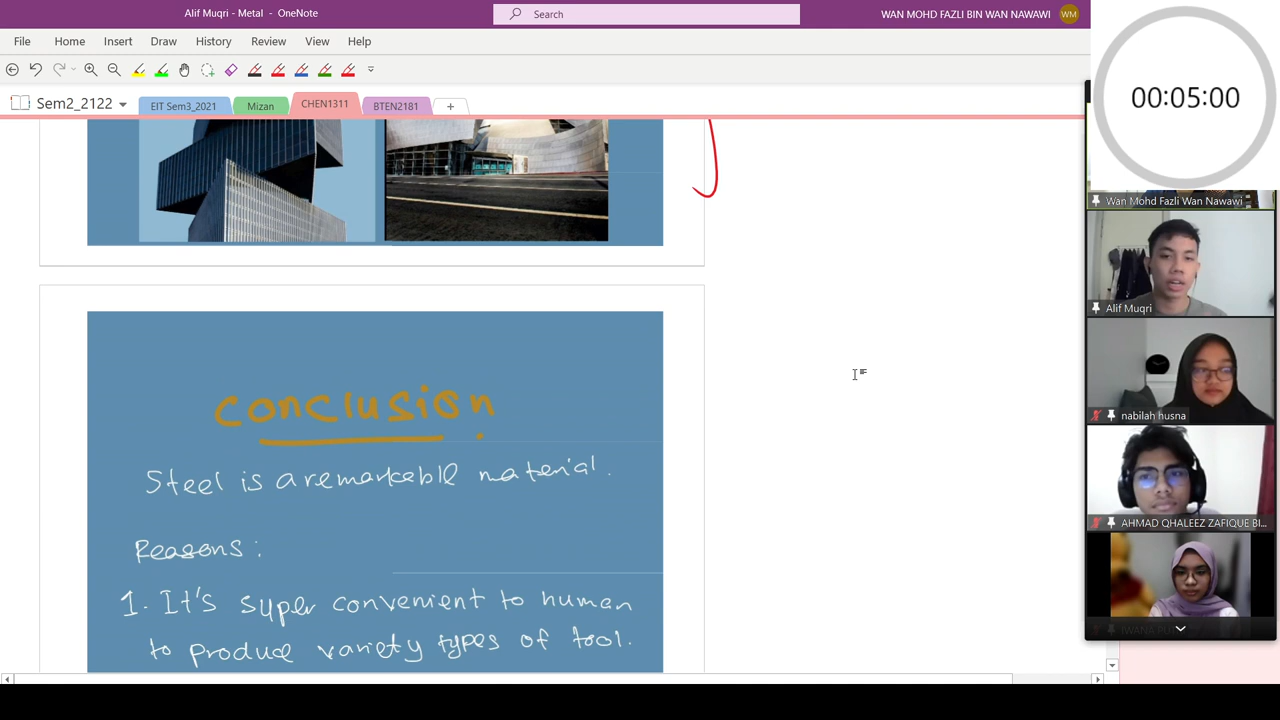 Alif Muqri - Metal - OneNote
Search
WAN MOHD FAZLI BIN WAN NAWAWI
WM
File Home Insert Draw History Review View Help
Sem2_2122
EIT Sem3_2021
Mizan
CHEN1311
BTEN2181
00:05:00
Wan Mohd Fazli Wan Nawawi
Alif Muqri
nabilah husna
AHMAD QHALEEZ ZAFIQUE BI...
conclusion
Steel is a remarkable material.
Reasons:
1. It's super convenient to human
to produce variety types of tool.